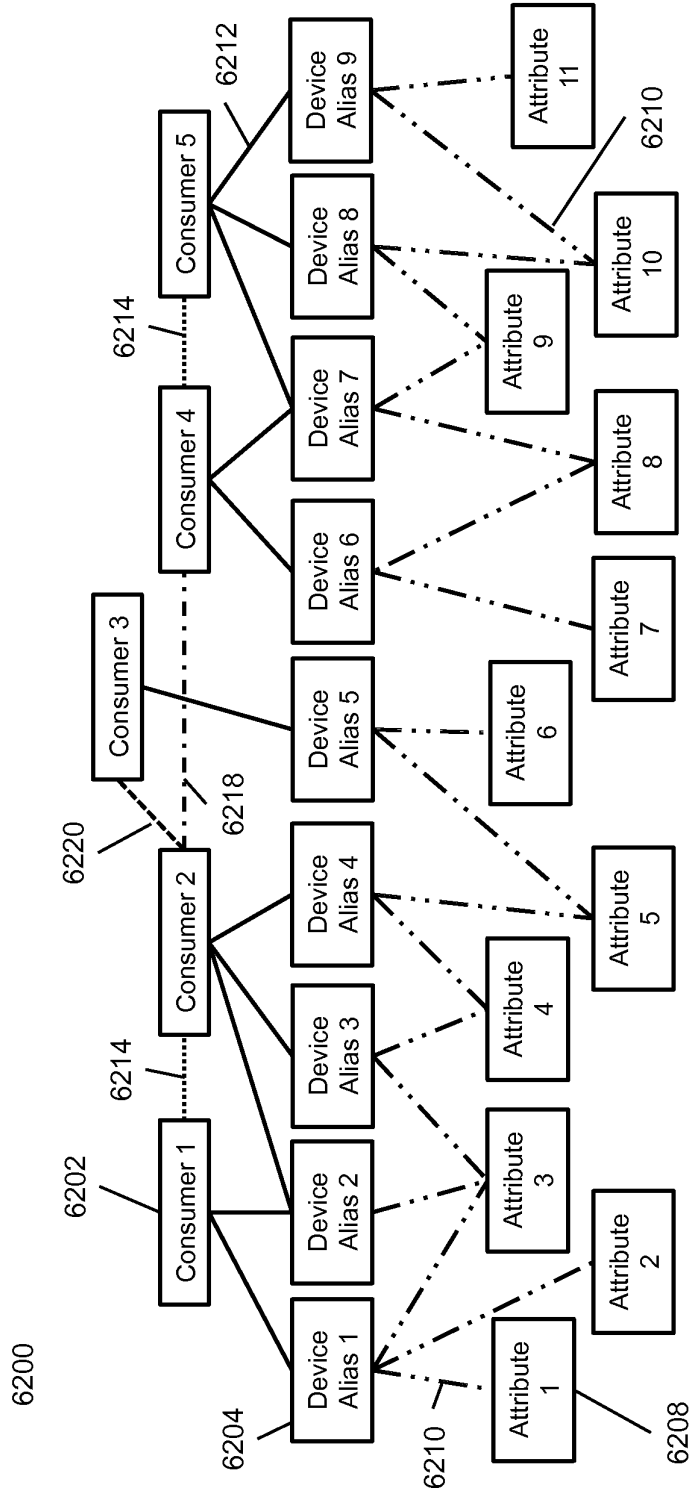 6200
6202
6214
6220
6218
6214
6212
Consumer 3
Consumer 1
Consumer 2
Consumer 4
Consumer 5
6204
Device
Alias 1
Device
Alias 2
Device
Alias 3
Device
Alias 4
Device
Alias 5
Device
Alias 6
Device
Alias 7
Device
Alias 8
Device
Alias 9
6210
Attribute
1
Attribute
2
Attribute
3
Attribute
4
Attribute
5
Attribute
6
Attribute
7
Attribute
8
Attribute
9
Attribute
10
Attribute
11
6208
6210